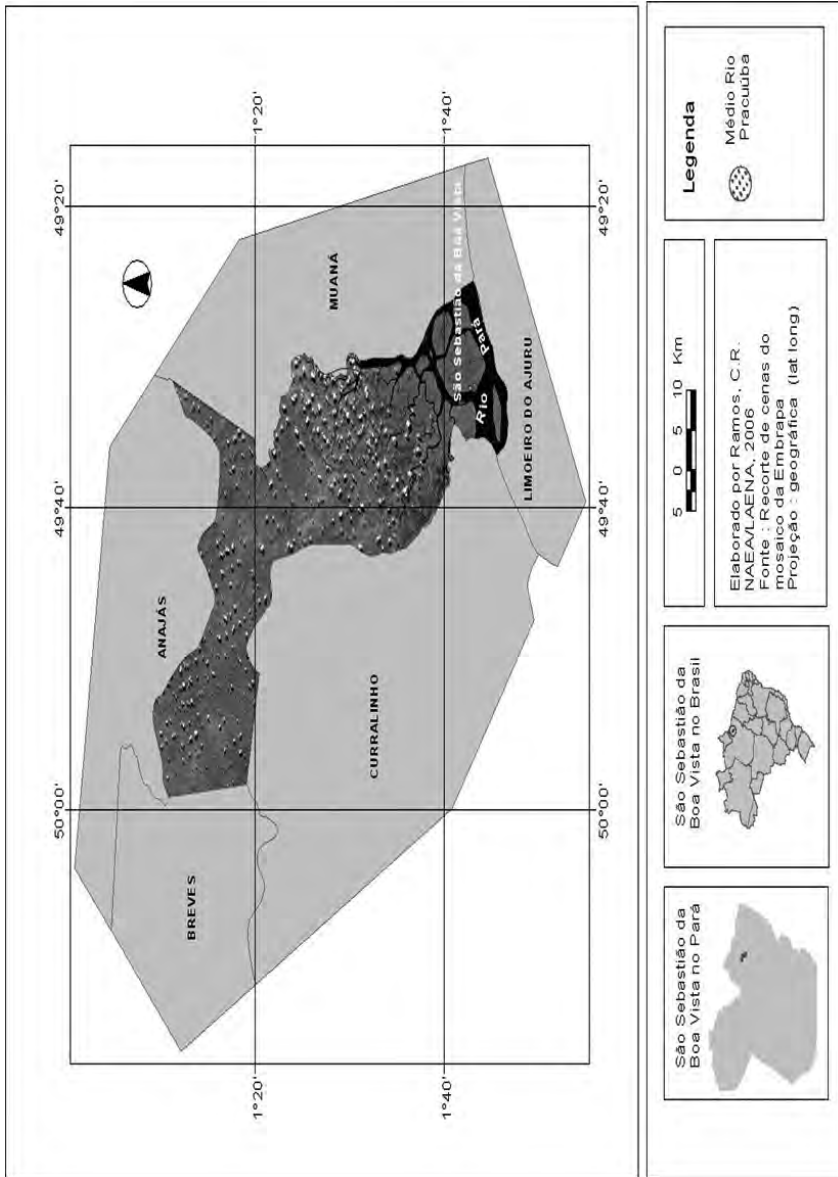 50°00'
49°40'
49°20'
1°20'
1°20'
1°40'
1°40'
50°00'
49°40'
49°20'
BREVES
ANAJÁS
MUANÁ
CURRALINHO
São Sebastião da Boa Vista
Rio Pará
LIMOEIRO DO AJURU
São Sebastião da
Boa Vista no Pará
São Sebastião da
Boa Vista no Brasil
5 0 5 10 Km
Elaborado por Ramos, C.R.
NAEA/LAENA, 2006
Fonte : Recorte de cenas do
mosaico da Embrapa
Projeção : geográfica (lat long)
Legenda
Médio Rio
Pracuúba